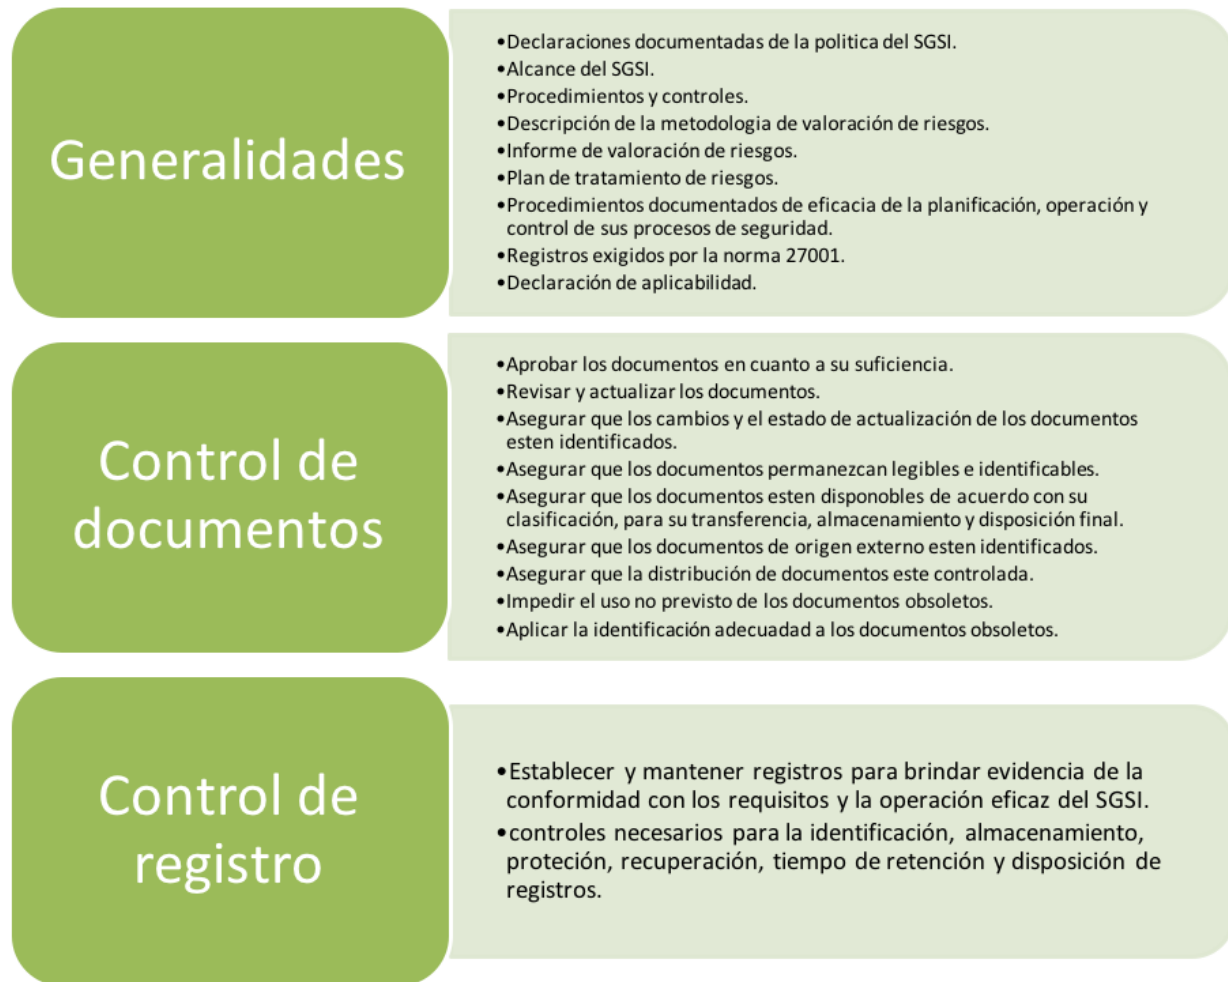 Generalidades
•Declaraciones documentadas de la politica del SGSI.
•Alcance del SGSI.
•Procedimientos y controles.
•Descripción de la metodologia de valoración de riesgos.
•Informe de valoración de riesgos.
•Plan de tratamiento de riesgos.
•Procedimientos documentados de eficacia de la planificación, operación y
control de sus procesos de seguridad.
•Registros exigidos por la norma 27001.
•Declaración de aplicabilidad.
Control de
documentos
•Aprobar los documentos en cuanto a su suficiencia.
•Revisar y actualizar los documentos.
•Asegurar que los cambios y el estado de actualización de los documentos
esten identificados.
•Asegurar que los documentos permanezcan legibles e identificables.
•Asegurar que los documentos esten disponobles de acuerdo con su
clasificación, para su transferencia, almacenamiento y disposición final.
•Asegurar que los documentos de origen externo esten identificados.
•Asegurar que la distribución de documentos este controlada.
•Impedir el uso no previsto de los documentos obsoletos.
•Aplicar la identificación adecuadad a los documentos obsoletos.
Control de
registro
•Establecer y mantener registros para brindar evidencia de la
conformidad con los requisitos y la operación eficaz del SGSI.
•controles necesarios para la identificación, almacenamiento,
proteción, recuperación, tiempo de retención y disposición de
registros.